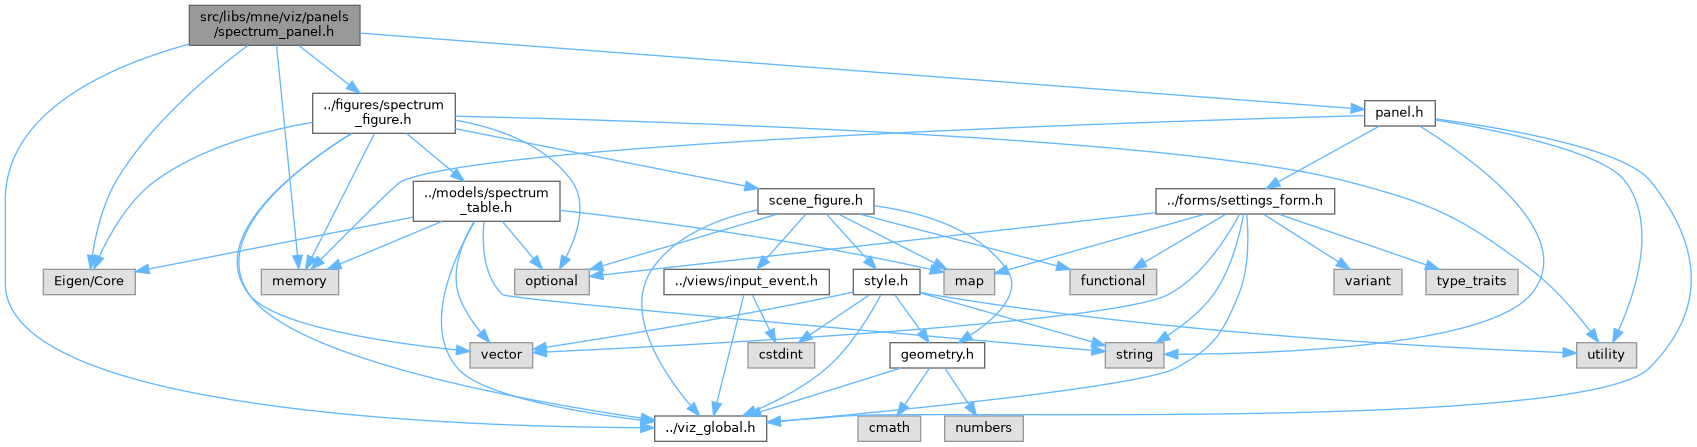 src/libs/mne/viz/panels
/spectrum_panel.h
../figures/spectrum
_figure.h
panel.h
../models/spectrum
_table.h
scene_figure.h
../forms/settings_form.h
Eigen/Core
memory
optional
../views/input_event.h
style.h
map
functional
variant
type_traits
vector
cstdint
geometry.h
string
utility
../viz_global.h
cmath
numbers